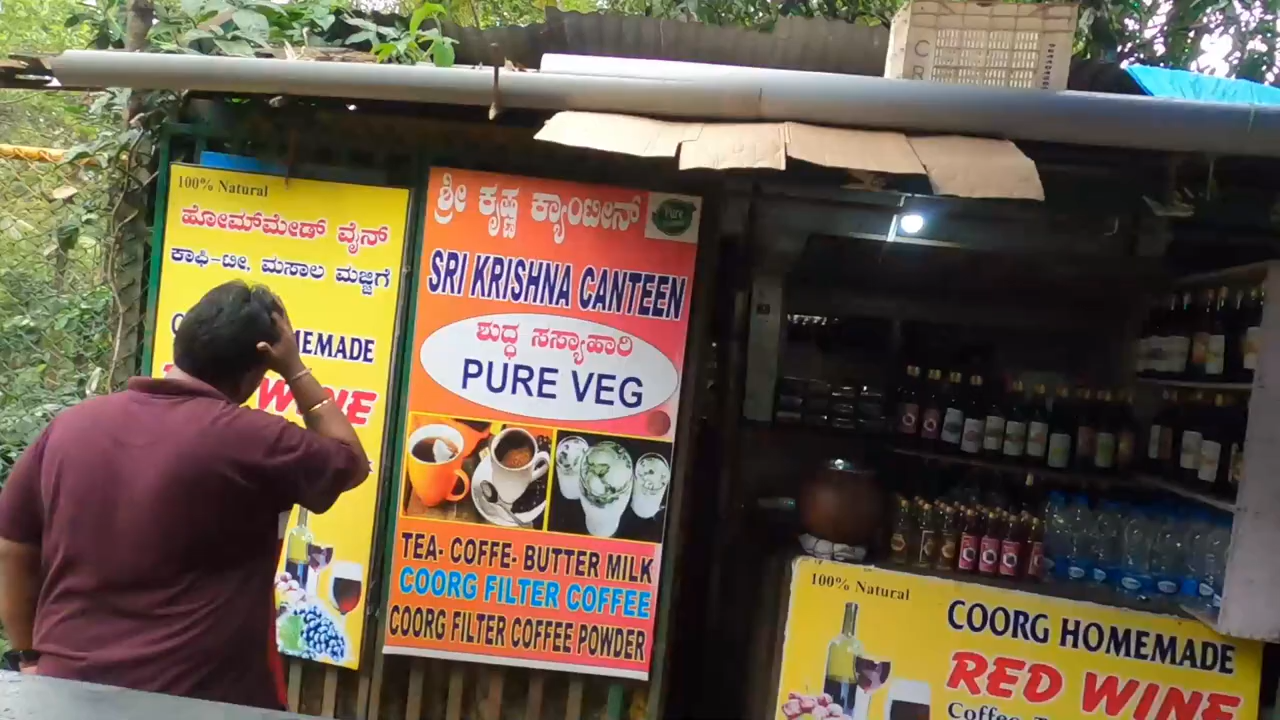 100% Natural
ಹೋಮ್‌ಮೇಡ್ ವೈನ್
ಕಾಫಿ-ಟೀ, ಮಸಾಲ ಮಜ್ಜಿಗೆ
ಶ್ರೀ ಕೃಷ್ಣ ಕ್ಯಾಂಟೀನ್
Pure
SRI KRISHNA CANTEEN
ಶುದ್ಧ ಸಸ್ಯಾಹಾರಿ
PURE VEG
TEA- COFFE- BUTTER MILK
COORG FILTER COFFEE
COORG FILTER COFFEE POWDER
100% Natural
COORG HOMEMADE
RED WINE